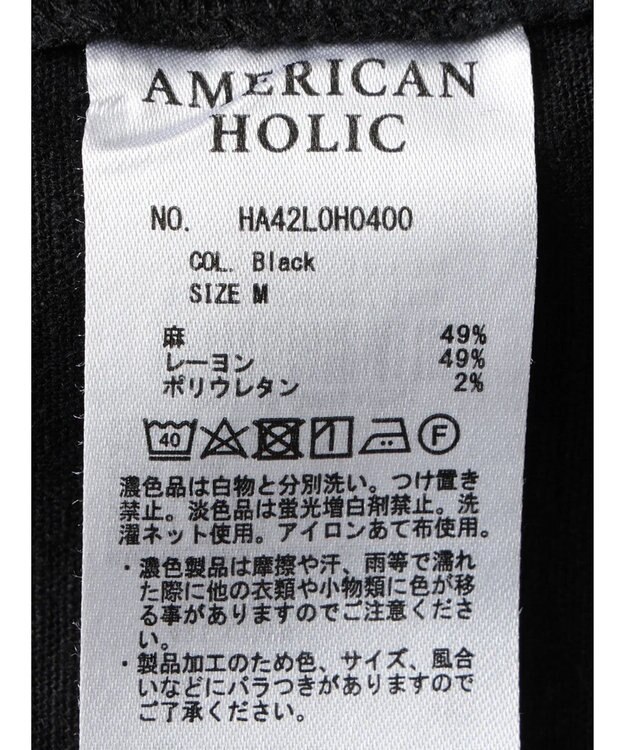 AMERICAN
HOLIC
NO. HA42L0H0400
COL. Black
SIZE M
麻 49%
レーヨン 49%
ポリウレタン 2%
40 F
濃色品は白物と分別洗い。つけ置き
禁止。淡色品は蛍光増白剤禁止。洗
濯ネット使用。アイロンあて布使用。
・濃色製品は摩擦や汗、雨等で濡れ
た際に他の衣類や小物類に色が移
る事がありますのでご注意くださ
い。
・製品加工のため色、サイズ、風合
いなどにバラつきがありますので
ご了承ください。